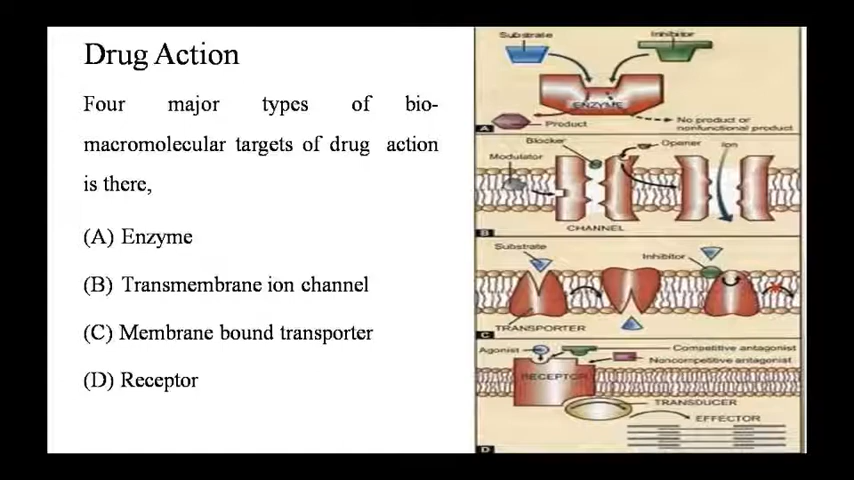 Drug Action
Four major types of bio-
macromolecular targets of drug action
is there,
(A) Enzyme
(B) Transmembrane ion channel
(C) Membrane bound transporter
(D) Receptor
Substrate
Inhibitor
ENZYME
Product
No product or
nonfunctional product
A
Blocker
Opener
Ion
Modulator
CHANNEL
B
Substrate
Inhibitor
TRANSPORTER
C
Agonist
Competitive antagonist
Noncompetitive antagonist
RECEPTOR
TRANSDUCER
EFFECTOR
D